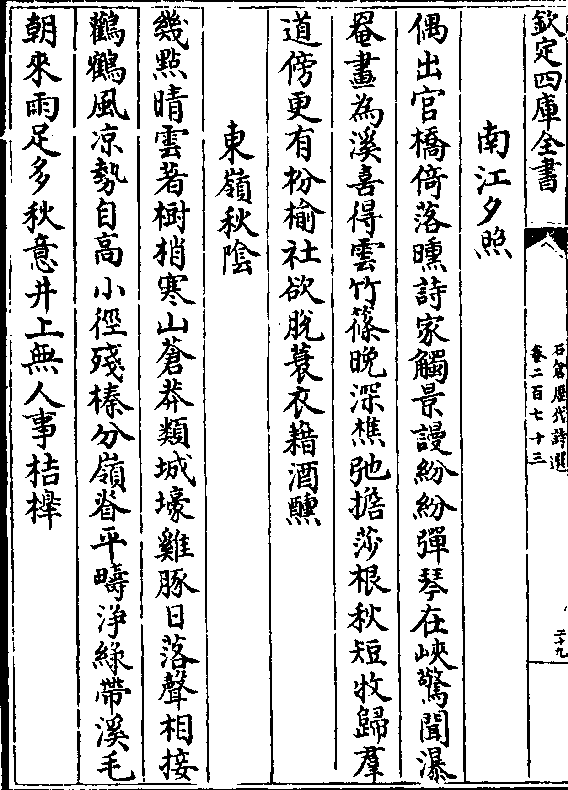 欽定四庫全書
石倉歷代詩選
卷二百七十三
二十九
南江夕照
偶出官橋倚落曛詩家觸景謾紛紛彈琴在峽驚聞瀑
罨畫為溪喜得雲竹篠晚深樵弛擔莎根秋短牧歸羣
道傍更有枌榆社欲脫蓑衣藉酒醺
東嶺秋陰
幾點晴雲著樹梢寒山蒼莽類城壕雞豚日落聲相接
鸛鶴風凉勢自高小徑殘榛分嶺脊平疇浄綠帶溪毛
朝來雨足多秋意井上無人事桔橰